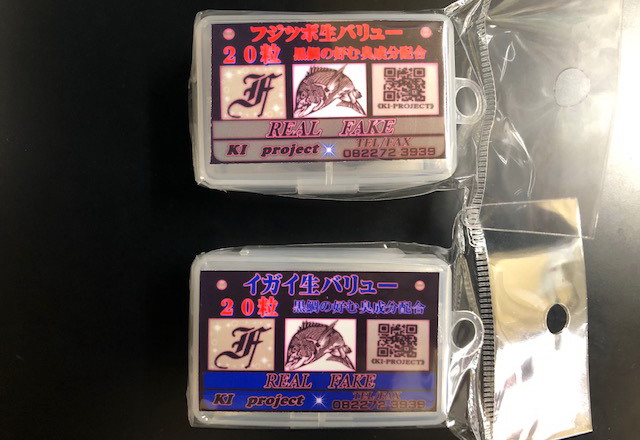 フジツボ生バリュー
20粒 黒鯛の好む臭成分配合
F
《KI-PROJECT》
REAL FAKE
KI project TEL/FAX
082272 3939
イガイ生バリュー
20粒 黒鯛の好む臭成分配合
F
《KI-PROJECT》
REAL FAKE
KI project TEL/FAX
082272 3939